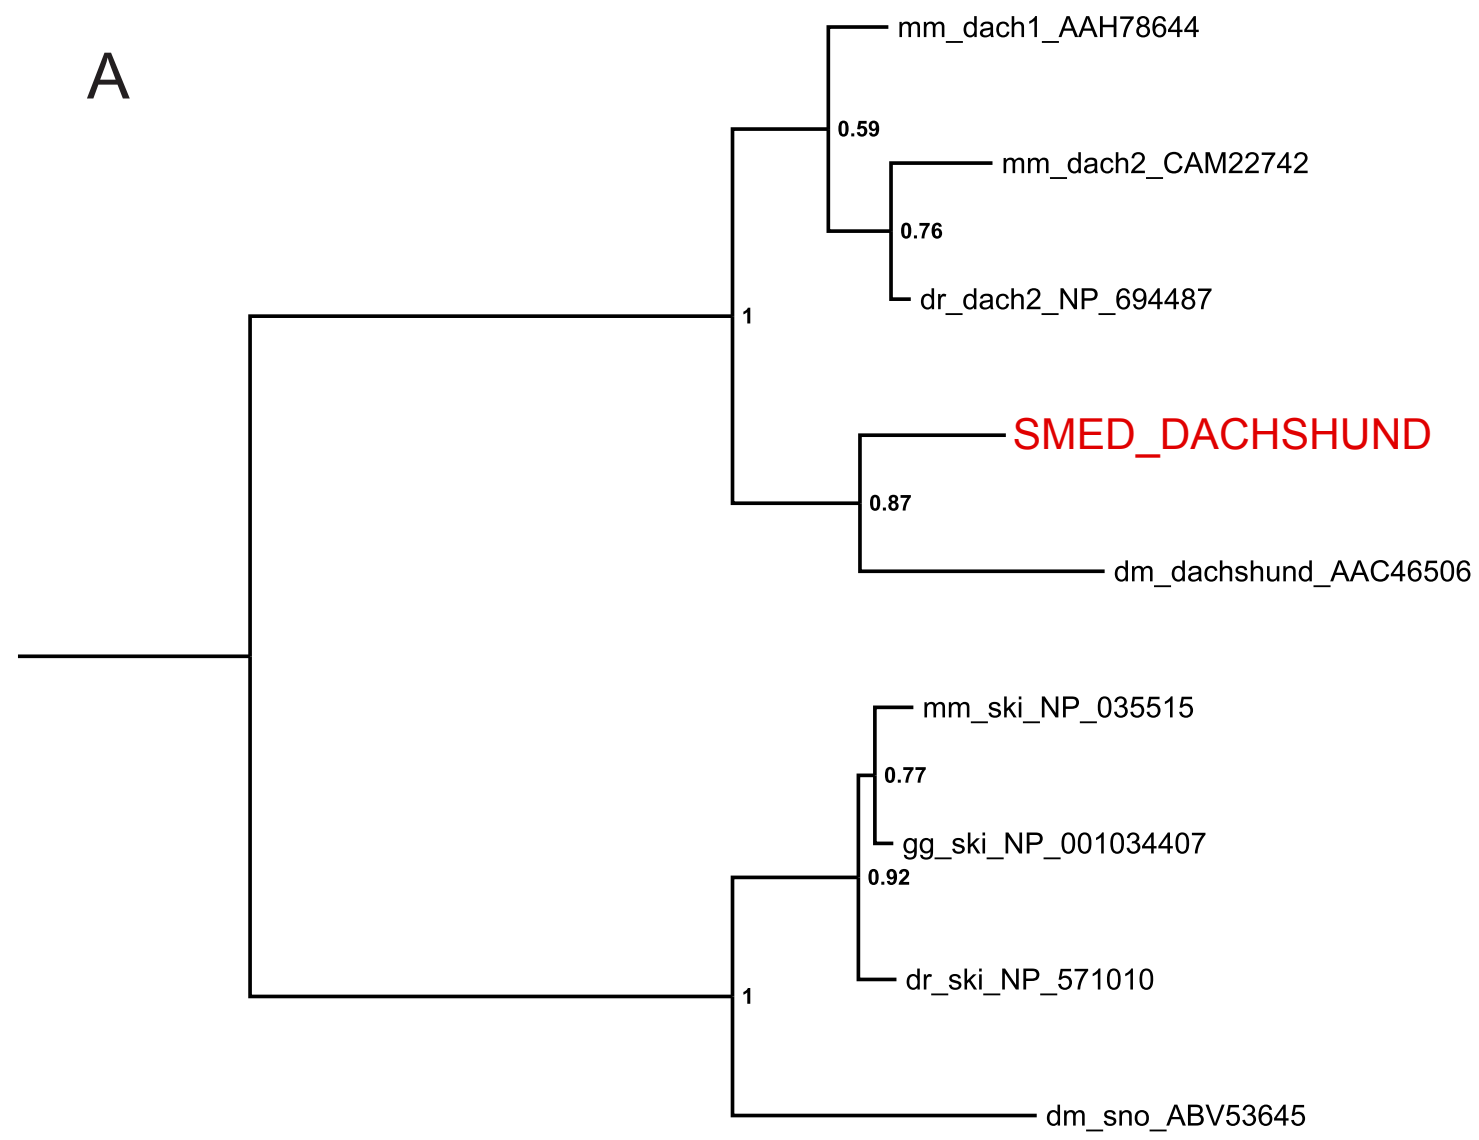 mm_dach1_AAH78644
A
0.59
mm_dach2_CAM22742
0.76
dr_dach2_NP_694487
1
SMED_DACHSHUND
0.87
dm_dachshund_AAC46506
mm_ski_NP_035515
0.77
gg_ski_NP_001034407
0.92
dr_ski_NP_571010
1
dm_sno_ABV53645